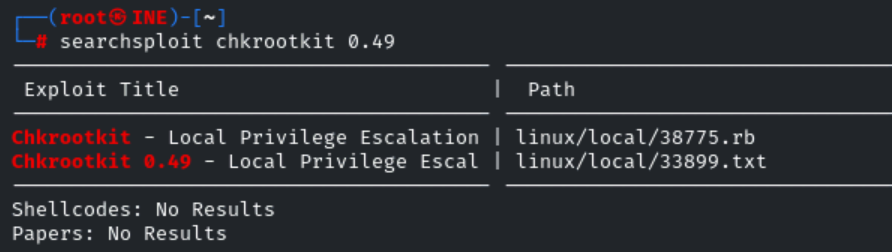 ┌──(root㉿INE)-[~]
└─# searchsploit chkrootkit 0.49
Exploit Title | Path
Chkrootkit - Local Privilege Escalation | linux/local/38775.rb
Chkrootkit 0.49 - Local Privilege Escal | linux/local/33899.txt
Shellcodes: No Results
Papers: No Results